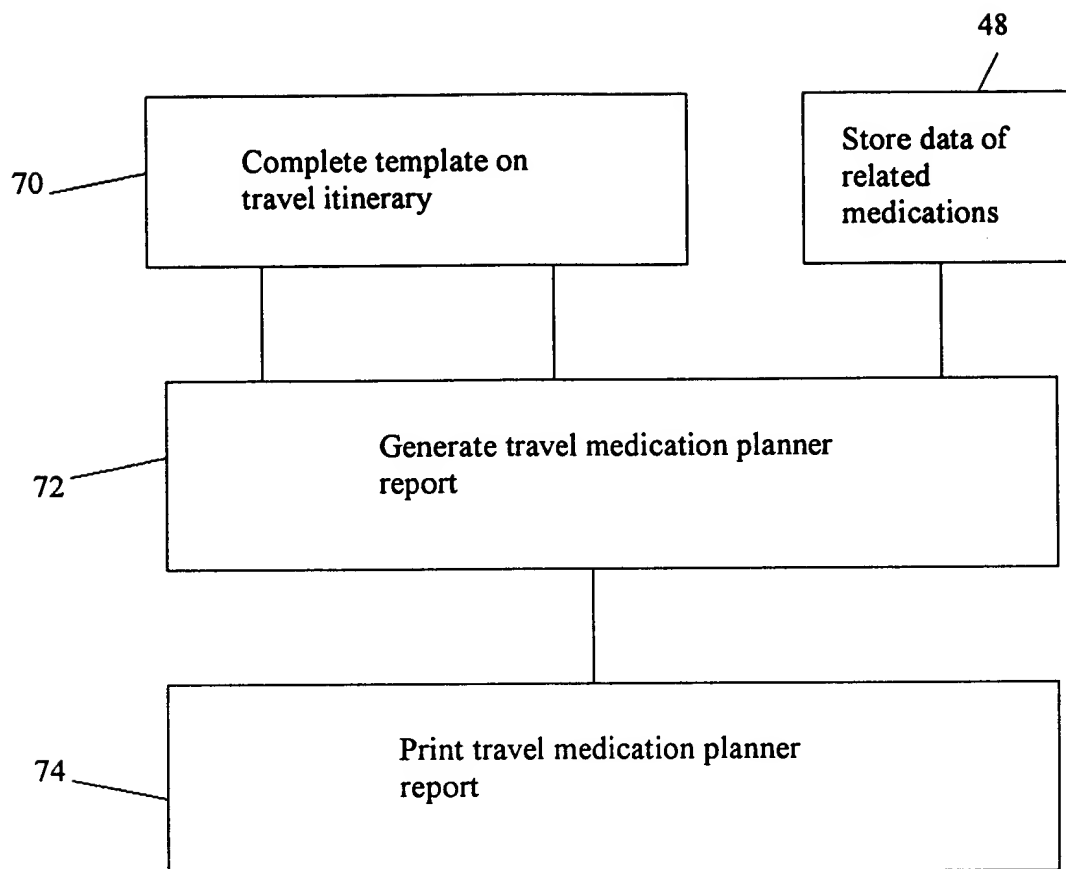 48
70
Complete template on
travel itinerary
Store data of
related
medications
72
Generate travel medication planner
report
74
Print travel medication planner
report